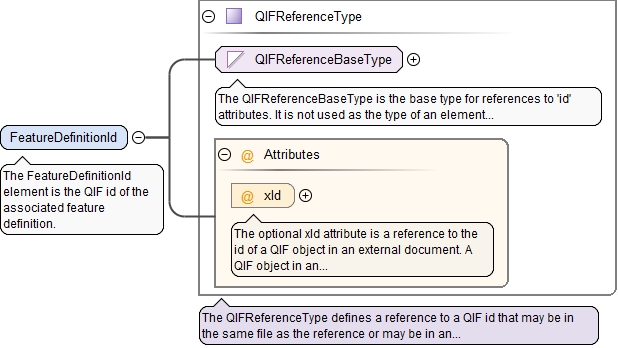 QIFReferenceType
QIFReferenceBaseType
The QIFReferenceBaseType is the base type for references to 'id'
attributes. It is not used as the type of an element...
FeatureDefinitionId
The FeatureDefinitionId
element is the QIF id of the
associated feature
definition.
@ Attributes
@ xId
The optional xId attribute is a reference to the
id of a QIF object in an external document. A
QIF object in an...
The QIFReferenceType defines a reference to a QIF id that may be in
the same file as the reference or may be in an...